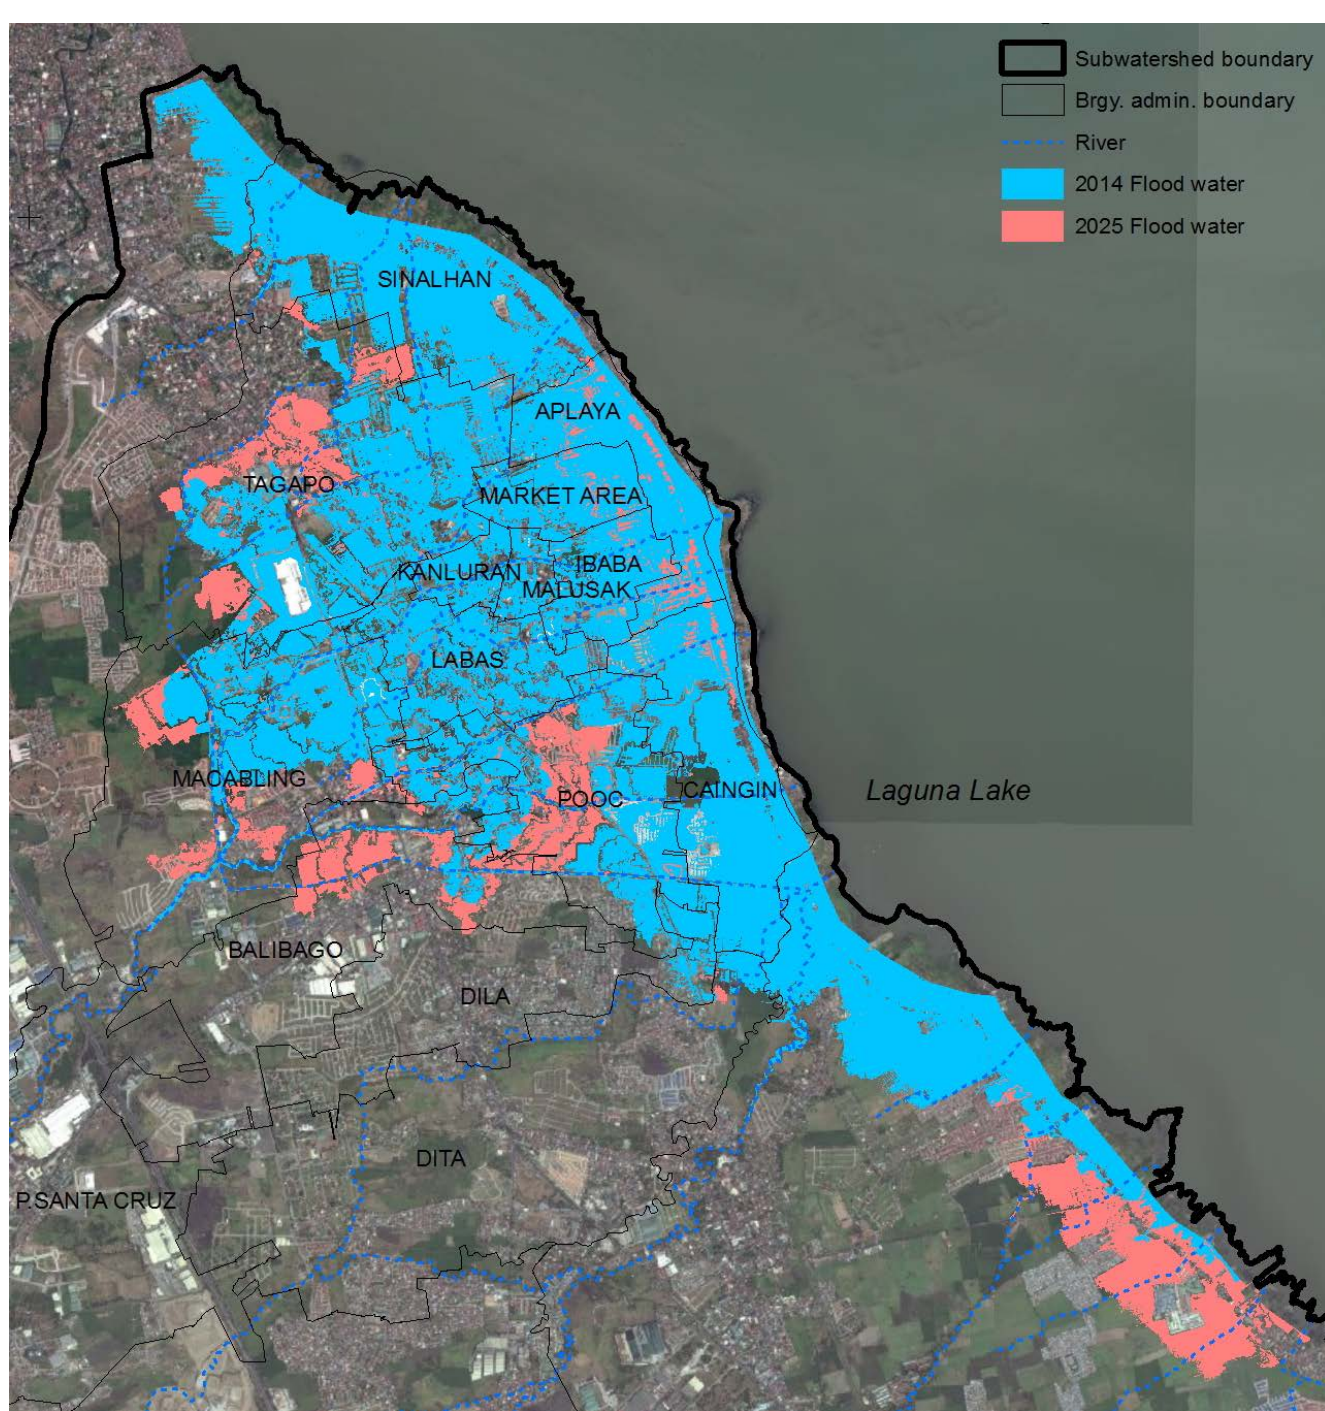 Subwatershed boundary
Brgy. admin. boundary
River
2014 Flood water
2025 Flood water
SINALHAN
APLAYA
TAGAPO
MARKET AREA
IBABA
KANLURAN
MALUSAK
LABAS
MACABLING
POOC
CAINGIN
Laguna Lake
BALIBAGO
DILA
DITA
P.SANTA CRUZ